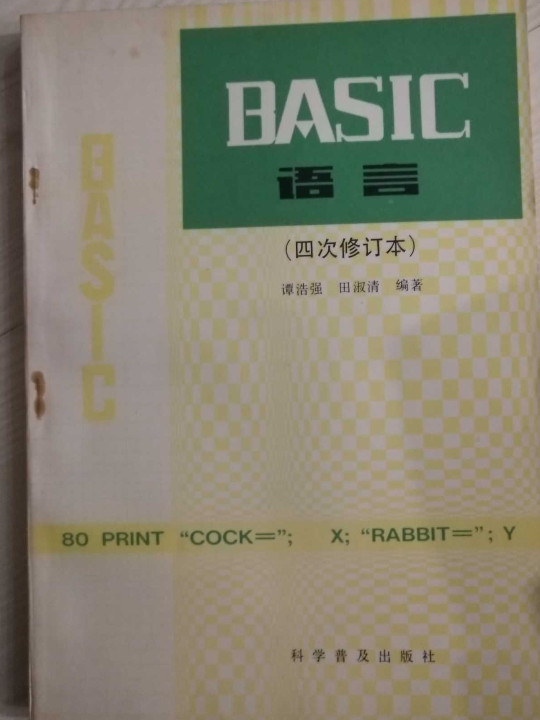 BASIC
语言
(四次修订本)
谭浩强 田淑清 编著
BASIC
80 PRINT “COCK=”; X; “RABBIT=”; Y
科学普及出版社